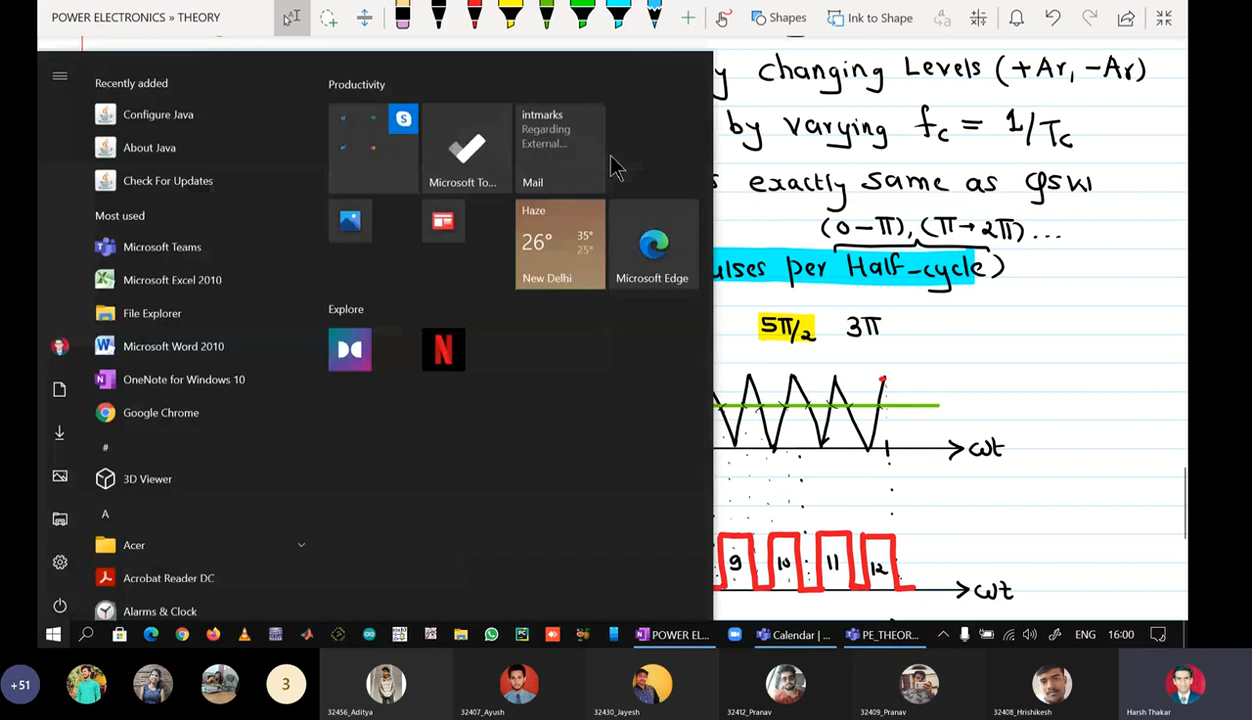 POWER ELECTRONICS » THEORY
Shapes
Ink to Shape
Recently added
Configure Java
About Java
Check For Updates
Most used
Microsoft Teams
Microsoft Excel 2010
File Explorer
Microsoft Word 2010
OneNote for Windows 10
Google Chrome
#
3D Viewer
A
Acer
Acrobat Reader DC
Alarms & Clock
Productivity
Microsoft To...
intmarks
Regarding
External...
Mail
Haze
26°
35°
25°
New Delhi
Microsoft Edge
Explore
changing Levels (+Ar, -Ar)
by varying fc = 1/Tc
exactly same as
(0-π), (π→2π)...
pulses per Half-cycle)
5π/2 3π
ωt
9 10 11 12
ωt
POWER EL...
Calendar | ...
PE_THEOR...
ENG 16:00
+51
3
32456_Aditya
32407_Ayush
32430_Jayesh
32412_Pranav
32409_Pranav
32408_Hrishikesh
Harsh Thakar